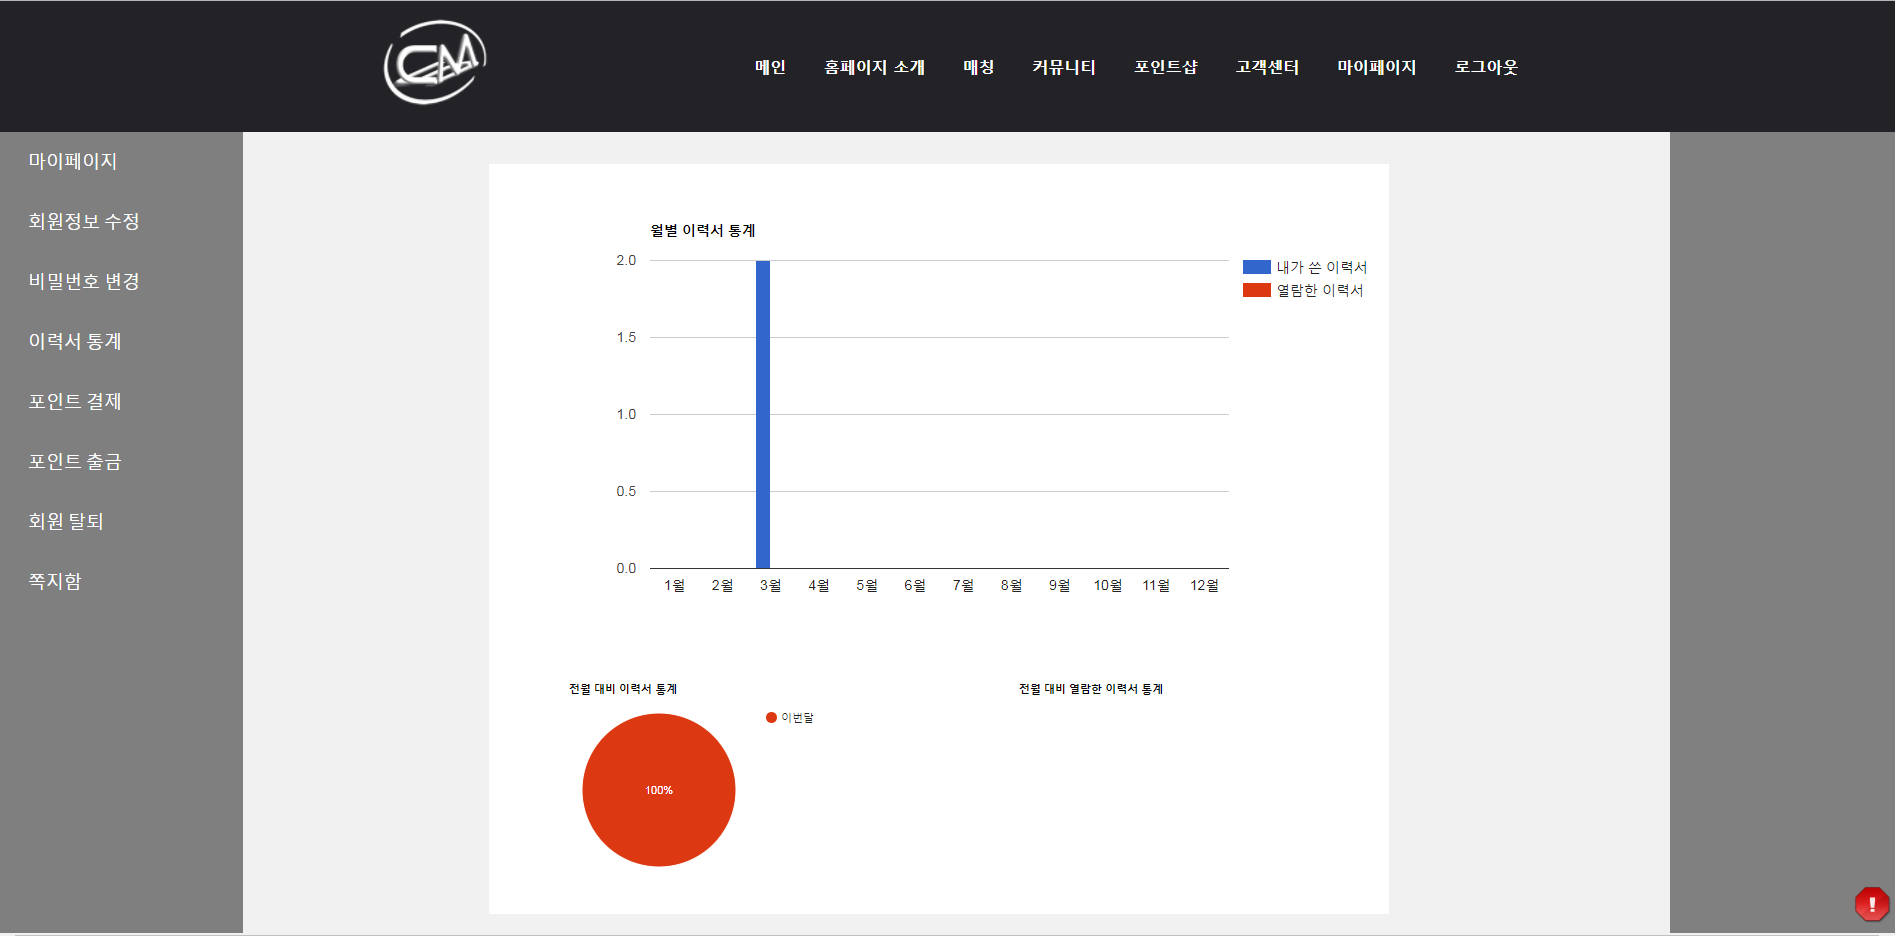 CM
메인 홈페이지 소개 매칭 커뮤니티 포인트샵 고객센터 마이페이지 로그아웃
마이페이지
회원정보 수정
비밀번호 변경
이력서 통계
포인트 결제
포인트 출금
회원 탈퇴
쪽지함
월별 이력서 통계
2.0
1.5
1.0
0.5
0.0
1월 2월 3월 4월 5월 6월 7월 8월 9월 10월 11월 12월
내가 쓴 이력서
열람한 이력서
전월 대비 이력서 통계
이번달
100%
전월 대비 열람한 이력서 통계
!